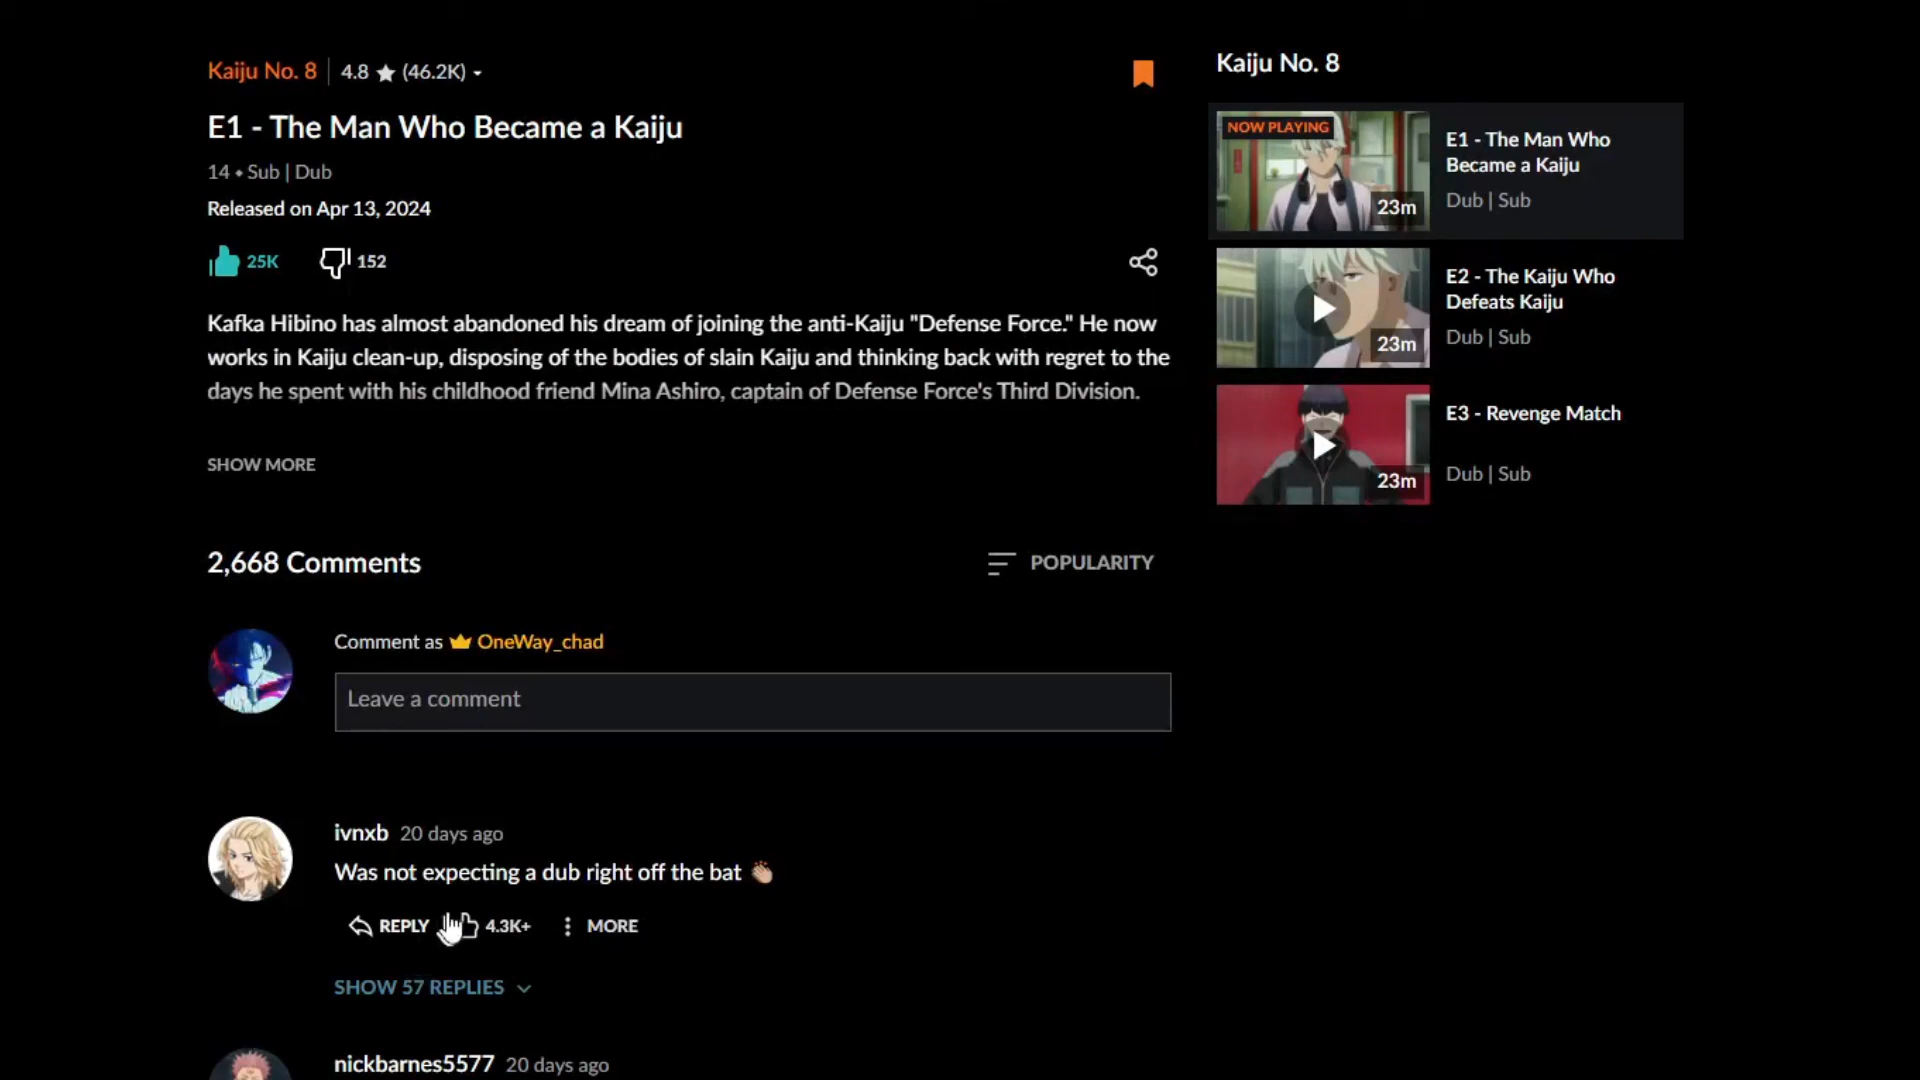 Kaiju No. 8 | 4.8 ★ (46.2K)
E1 - The Man Who Became a Kaiju
14 • Sub | Dub
Released on Apr 13, 2024
25K 152
Kafka Hibino has almost abandoned his dream of joining the anti-Kaiju "Defense Force." He now
works in Kaiju clean-up, disposing of the bodies of slain Kaiju and thinking back with regret to the
days he spent with his childhood friend Mina Ashiro, captain of Defense Force's Third Division.
SHOW MORE
2,668 Comments
POPULARITY
Comment as OneWay_chad
Leave a comment
ivnxb 20 days ago
Was not expecting a dub right off the bat 👏🏼
REPLY 4.3K+ MORE
SHOW 57 REPLIES
nickbarnes5577 20 days ago
Kaiju No. 8
NOW PLAYING
23m
E1 - The Man Who
Became a Kaiju
Dub | Sub
23m
E2 - The Kaiju Who
Defeats Kaiju
Dub | Sub
23m
E3 - Revenge Match
Dub | Sub